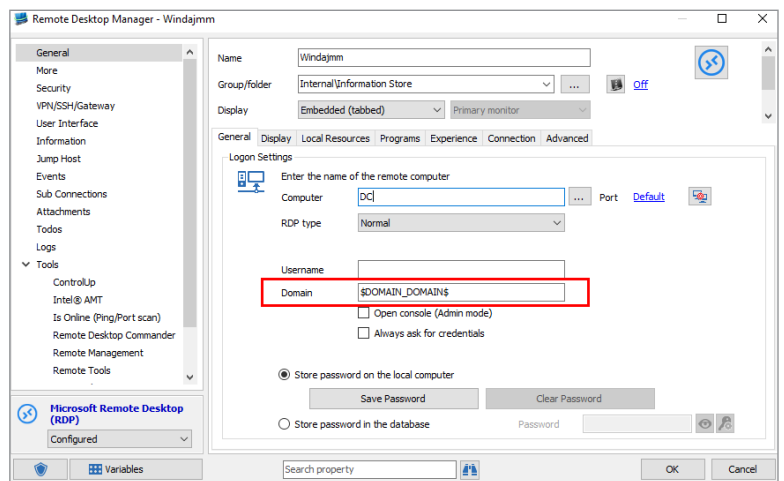 Remote Desktop Manager - Windajmm
General
More
Security
VPN/SSH/Gateway
User Interface
Information
Jump Host
Events
Sub Connections
Attachments
Todos
Logs
Tools
ControlUp
Intel® AMT
Is Online (Ping/Port scan)
Remote Desktop Commander
Remote Management
Remote Tools
Microsoft Remote Desktop
(RDP)
Configured
Name Windajmm
Group/folder Internal\Information Store ... Off
Display Embedded (tabbed) Primary monitor
General Display Local Resources Programs Experience Connection Advanced
Logon Settings
Enter the name of the remote computer
Computer DC ... Port Default
RDP type Normal
Username
Domain $DOMAIN_DOMAIN$
Open console (Admin mode)
Always ask for credentials
Store password on the local computer
Save Password Clear Password
Store password in the database Password
Variables Search property OK Cancel